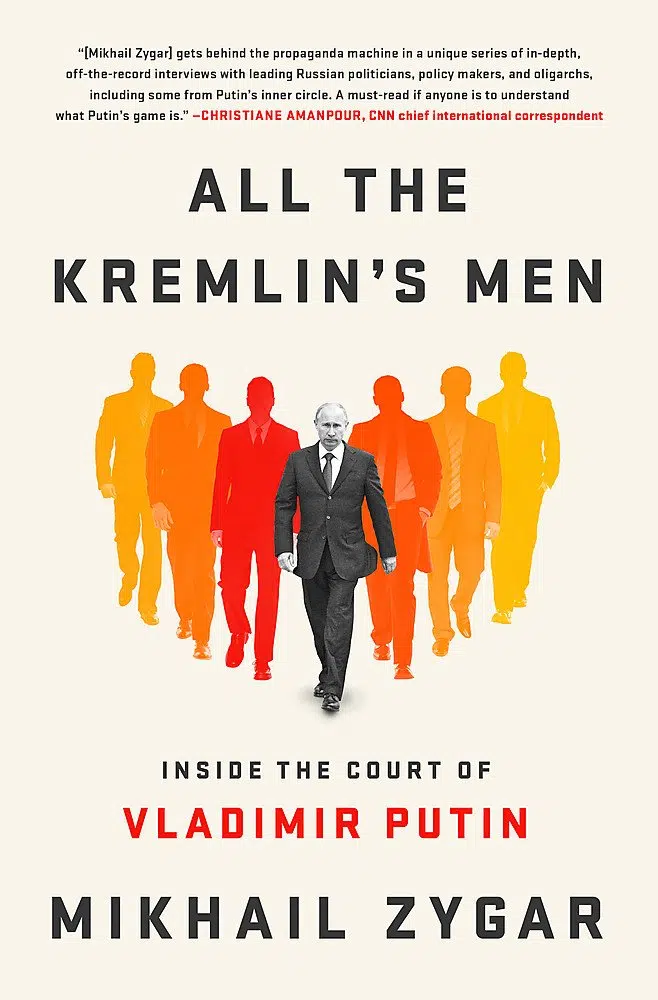 “[Mikhail Zygar] gets behind the propaganda machine in a unique series of in-depth,
off-the-record interviews with leading Russian politicians, policy makers, and oligarchs,
including some from Putin’s inner circle. A must-read if anyone is to understand
what Putin’s game is.” —CHRISTIANE AMANPOUR, CNN chief international correspondent
ALL THE
KREMLIN’S MEN
INSIDE THE COURT OF
VLADIMIR PUTIN
MIKHAIL ZYGAR